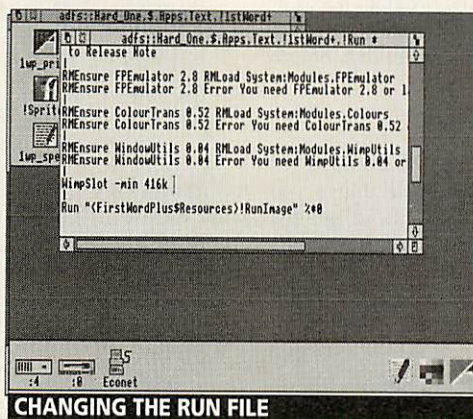 adfs::Hard_One.$.Apps.Text.!1stWord+
adfs::Hard_One.$.Apps.Text.!1stWord+.!Run *
to Release Note
|
RMEnsure FPEmulator 2.8 RMLoad System:Modules.FPEmulator
RMEnsure FPEmulator 2.8 Error You need FPEmulator 2.8 or
|
RMEnsure ColourTrans 0.52 RMLoad System:Modules.Colours
RMEnsure ColourTrans 0.52 Error You need ColourTrans 0.52
|
RMEnsure WindowUtils 0.04 RMLoad System:Modules.WimpUtils
RMEnsure WindowUtils 0.04 Error You need WimpUtils 0.04 or
|
WimpSlot -min 416k
|
Run "<FirstWordPlus$Resources>!RunImage" %*0
1wp_pri
!Sprit
1wp_spe
:4
:0
Econet
CHANGING THE RUN FILE